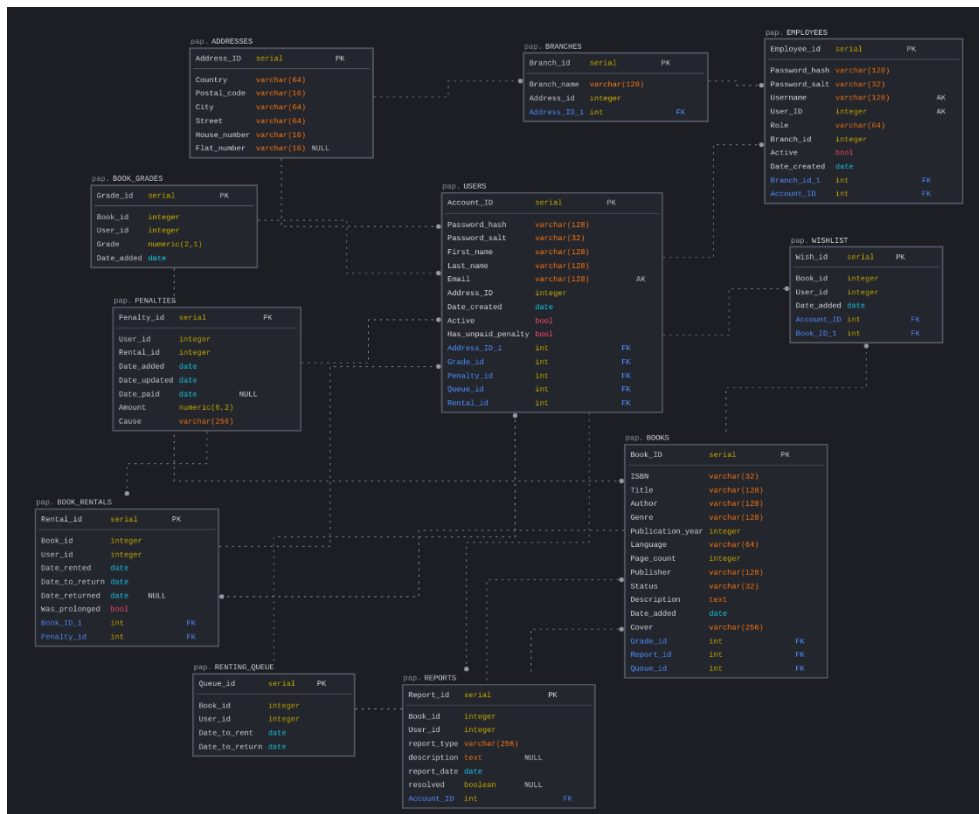 pap. ADDRESSES
Address_ID serial PK
Country varchar(64)
Postal_code varchar(16)
City varchar(64)
Street varchar(64)
House_number varchar(16)
Flat_number varchar(16) NULL
pap. BRANCHES
Branch_id serial PK
Branch_name varchar(128)
Address_id integer
Address_ID_1 int FK
pap. EMPLOYEES
Employee_id serial PK
Password_hash varchar(128)
Password_salt varchar(32)
Username varchar(128) AK
User_ID integer AK
Role varchar(64)
Branch_id integer
Active bool
Date_created date
Branch_id_1 int FK
Account_ID int FK
pap. BOOK_GRADES
Grade_id serial PK
Book_id integer
User_id integer
Grade numeric(2,1)
Date_added date
pap. USERS
Account_ID serial PK
Password_hash varchar(128)
Password_salt varchar(32)
First_name varchar(128)
Last_name varchar(128)
Email varchar(128) AK
Address_ID integer
Date_created date
Active bool
Has_unpaid_penalty bool
Address_ID_1 int FK
Grade_id int FK
Penalty_id int FK
Queue_id int FK
Rental_id int FK
pap. WISHLIST
Wish_id serial PK
Book_id integer
User_id integer
Date_added date
Account_ID int FK
Book_ID_1 int FK
pap. PENALTIES
Penalty_id serial PK
User_id integer
Rental_id integer
Date_added date
Date_updated date
Date_paid date NULL
Amount numeric(6,2)
Cause varchar(256)
pap. BOOKS
Book_ID serial PK
ISBN varchar(32)
Title varchar(128)
Author varchar(128)
Genre varchar(128)
Publication_year integer
Language varchar(64)
Page_count integer
Publisher varchar(128)
Status varchar(32)
Description text
Date_added date
Cover varchar(256)
Grade_id int FK
Report_id int FK
Queue_id int FK
pap. BOOK_RENTALS
Rental_id serial PK
Book_id integer
User_id integer
Date_rented date
Date_to_return date
Date_returned date NULL
Was_prolonged bool
Book_ID_1 int FK
Penalty_id int FK
pap. RENTING_QUEUE
Queue_id serial PK
Book_id integer
User_id integer
Date_to_rent date
Date_to_return date
pap. REPORTS
Report_id serial PK
Book_id integer
User_id integer
report_type varchar(256)
description text NULL
report_date date
resolved boolean NULL
Account_ID int FK